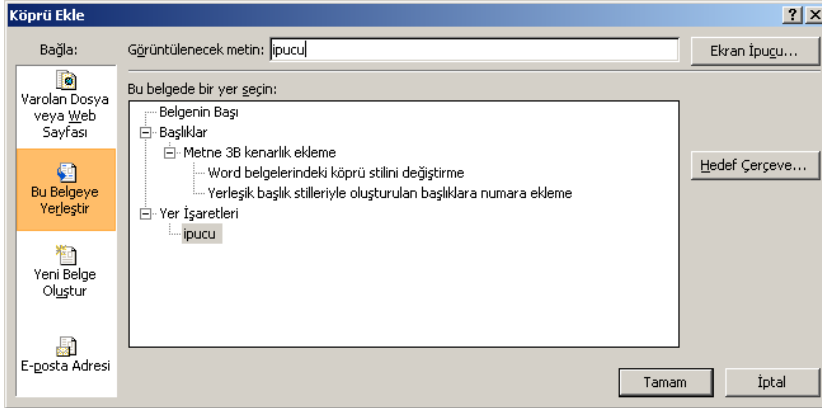 Köprü Ekle
Bağla:
Görüntülenecek metin: ipucu
Ekran İpucu...
Varolan Dosya
veya Web
Sayfası
Bu Belgeye
Yerleştir
Yeni Belge
Oluştur
E-posta Adresi
Bu belgede bir yer seçin:
Belgenin Başı
Başlıklar
Metne 3B kenarlık ekleme
Word belgelerindeki köprü stilini değiştirme
Yerleşik başlık stilleriyle oluşturulan başlıklara numara ekleme
Yer İşaretleri
ipucu
Hedef Çerçeve...
Tamam
İptal